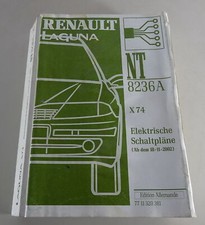 RENAULT
LAGUNA
NT
8236A
X74
Elektrische
Schaltpläne
Edition Allemande